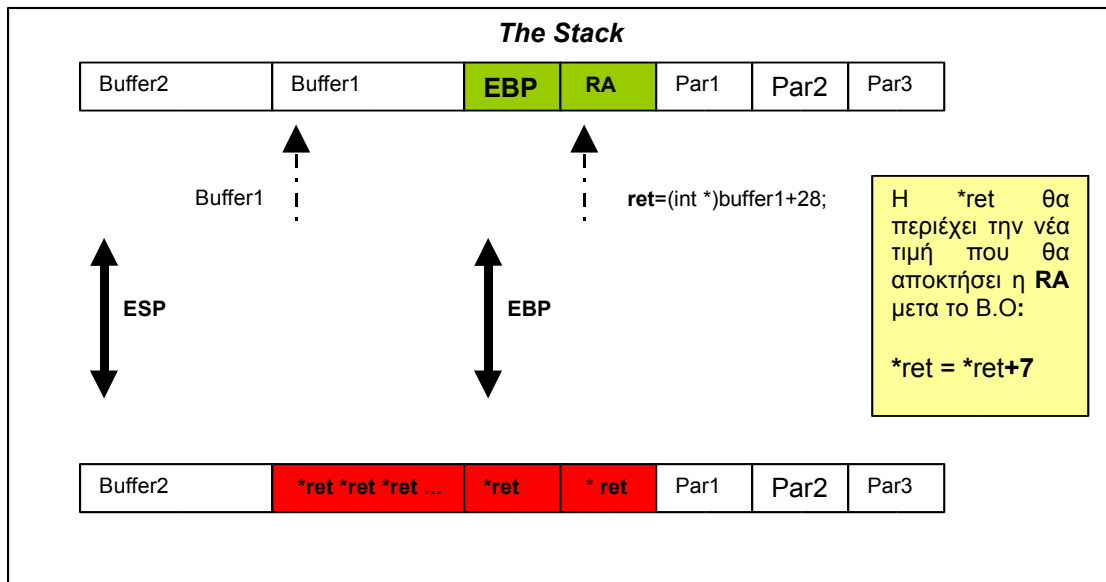 The Stack
Buffer2 Buffer1 EBP RA Par1 Par2 Par3
Buffer1
ret=(int *)buffer1+28;
Η *ret θα
περιέχει την νέα
τιμή που θα
αποκτήσει η RA
μετα το B.O:
*ret = *ret+7
ESP
EBP
Buffer2 *ret *ret *ret ... *ret * ret Par1 Par2 Par3